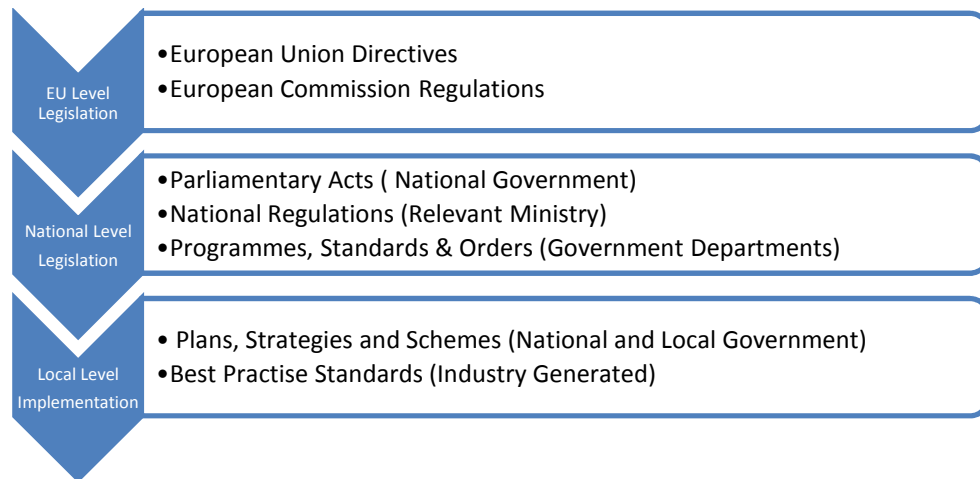 EU Level
Legislation
•European Union Directives
•European Commission Regulations
National Level
Legislation
•Parliamentary Acts ( National Government)
•National Regulations (Relevant Ministry)
•Programmes, Standards & Orders (Government Departments)
Local Level
Implementation
• Plans, Strategies and Schemes (National and Local Government)
•Best Practise Standards (Industry Generated)